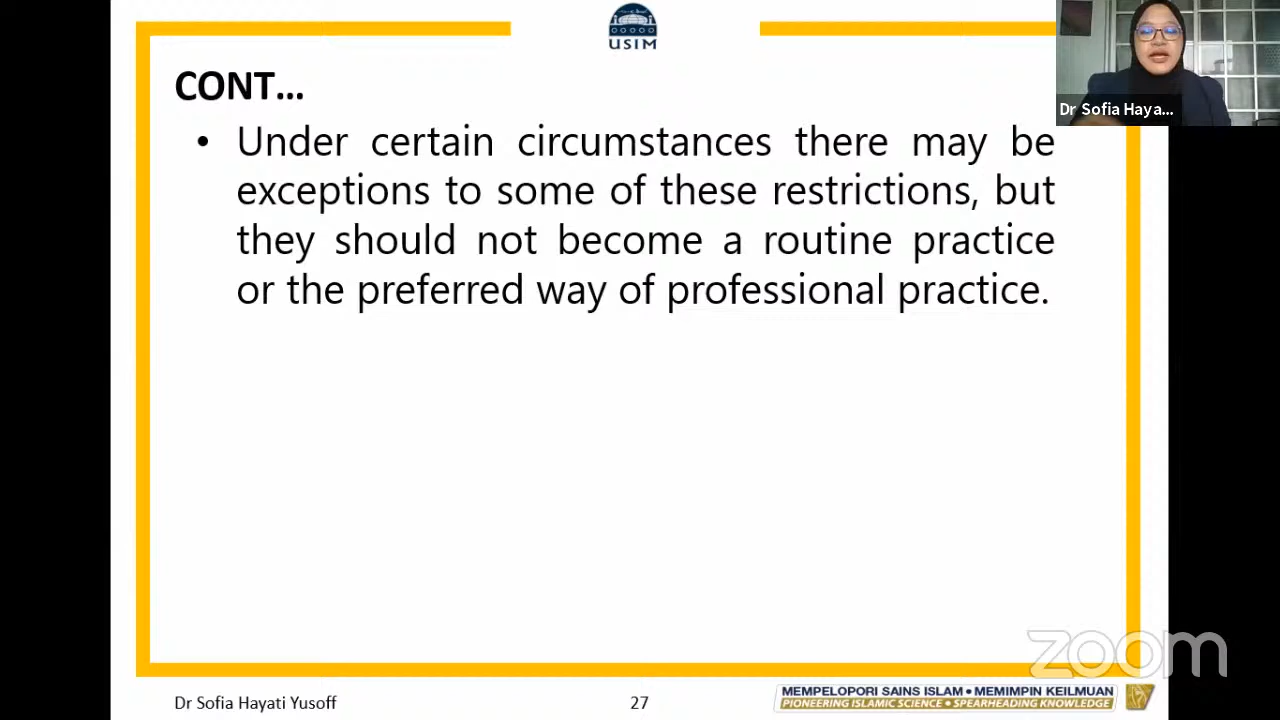 USIM
Dr Sofia Haya...
CONT...
• Under certain circumstances there may be
exceptions to some of these restrictions, but
they should not become a routine practice
or the preferred way of professional practice.
zoom
Dr Sofia Hayati Yusoff
27
MEMPELOPORI SAINS ISLAM • MEMIMPIN KEILMUAN
PIONEERING ISLAMIC SCIENCE • SPEARHEADING KNOWLEDGE